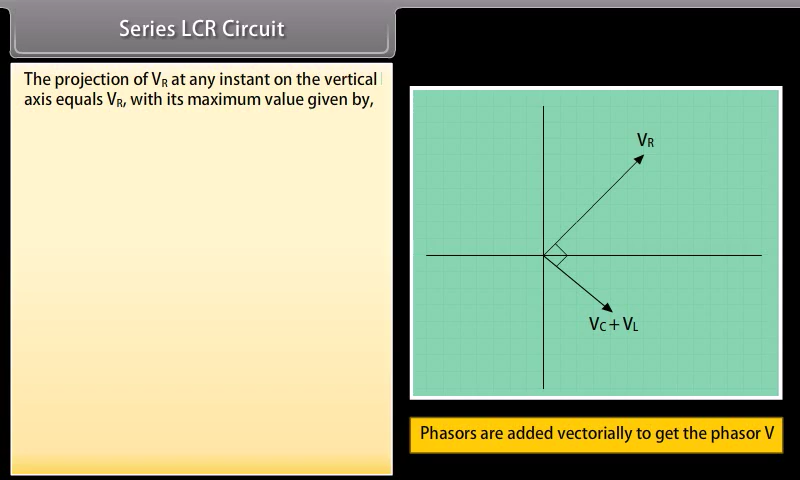 Series LCR Circuit
The projection of VR at any instant on the vertical
axis equals VR, with its maximum value given by,
VR
VC + VL
Phasors are added vectorially to get the phasor V